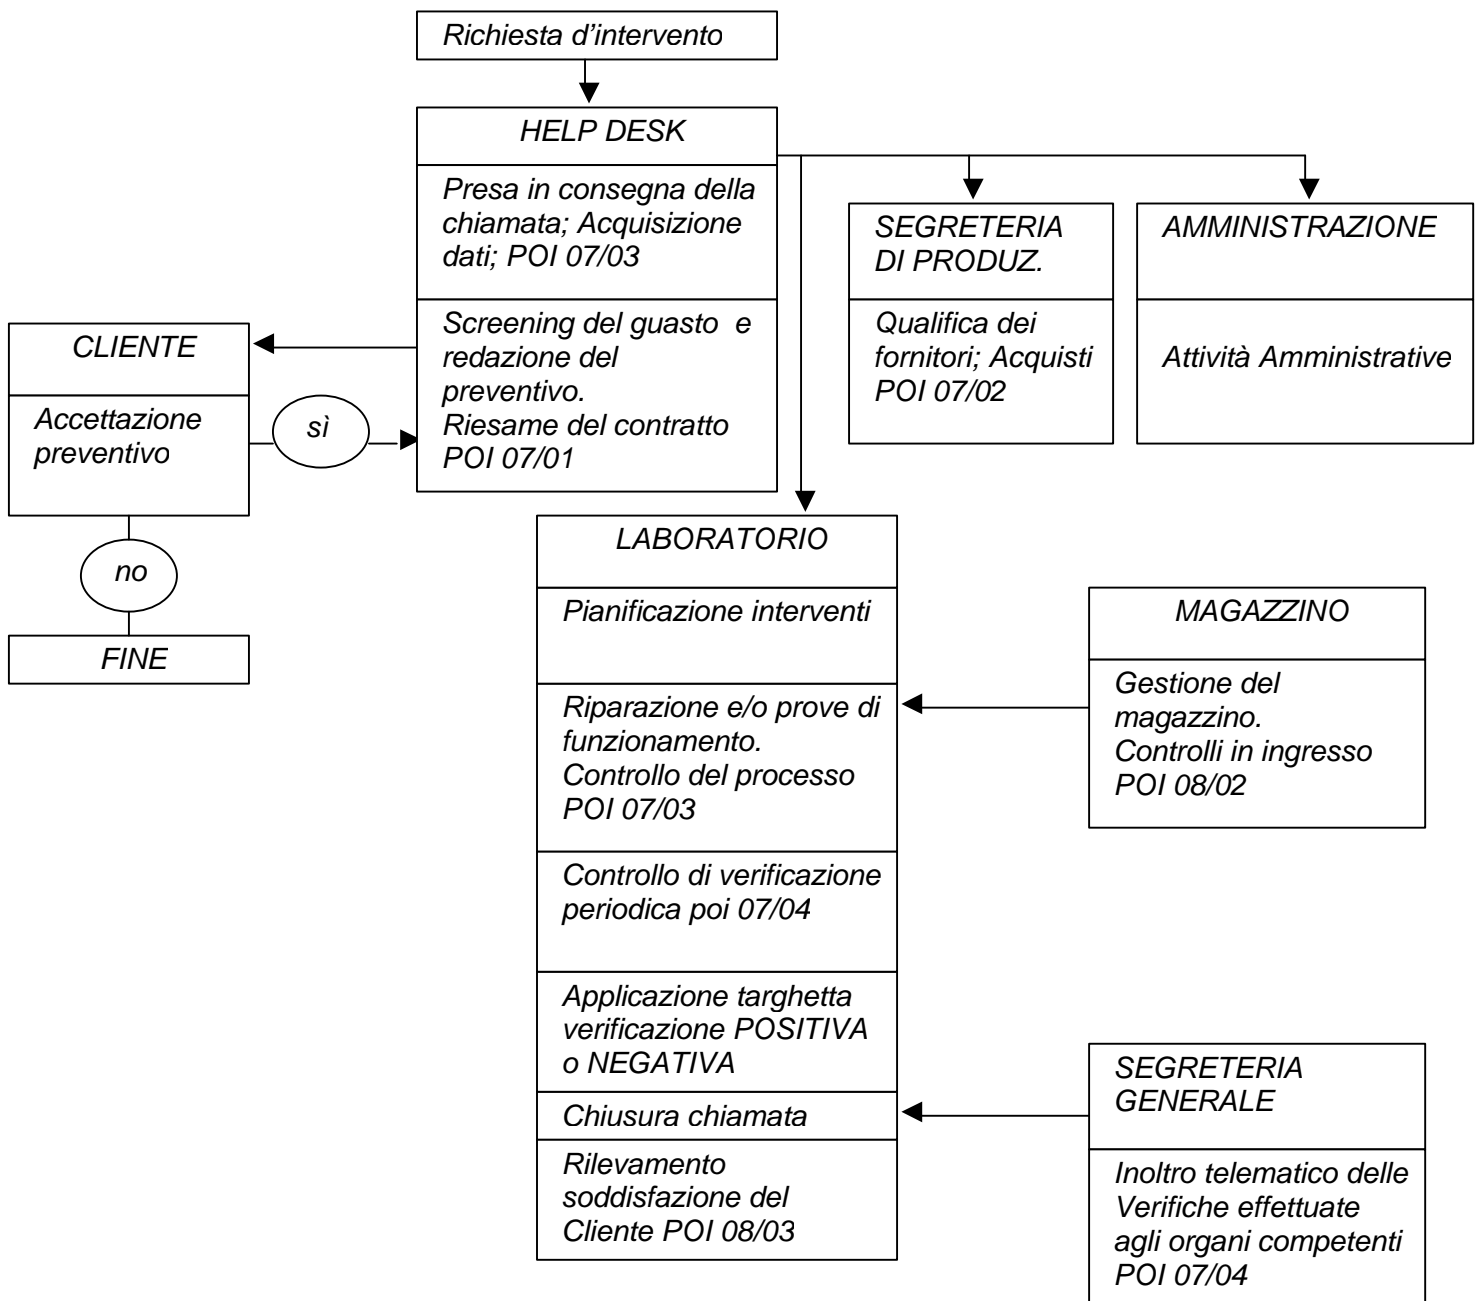 Richiesta d'intervento
HELP DESK
Presa in consegna della
chiamata; Acquisizione
dati; POI 07/03
Screening del guasto e
redazione del
preventivo.
Riesame del contratto
POI 07/01
SEGRETERIA
DI PRODUZ.
Qualifica dei
fornitori; Acquisti
POI 07/02
AMMINISTRAZIONE
Attività Amministrative
CLIENTE
Accettazione
preventivo
sì
no
FINE
LABORATORIO
Pianificazione interventi
Riparazione e/o prove di
funzionamento.
Controllo del processo
POI 07/03
Controllo di verificazione
periodica poi 07/04
Applicazione targhetta
verificazione POSITIVA
o NEGATIVA
Chiusura chiamata
Rilevamento
soddisfazione del
Cliente POI 08/03
MAGAZZINO
Gestione del
magazzino.
Controlli in ingresso
POI 08/02
SEGRETERIA
GENERALE
Inoltro telematico delle
Verifiche effettuate
agli organi competenti
POI 07/04